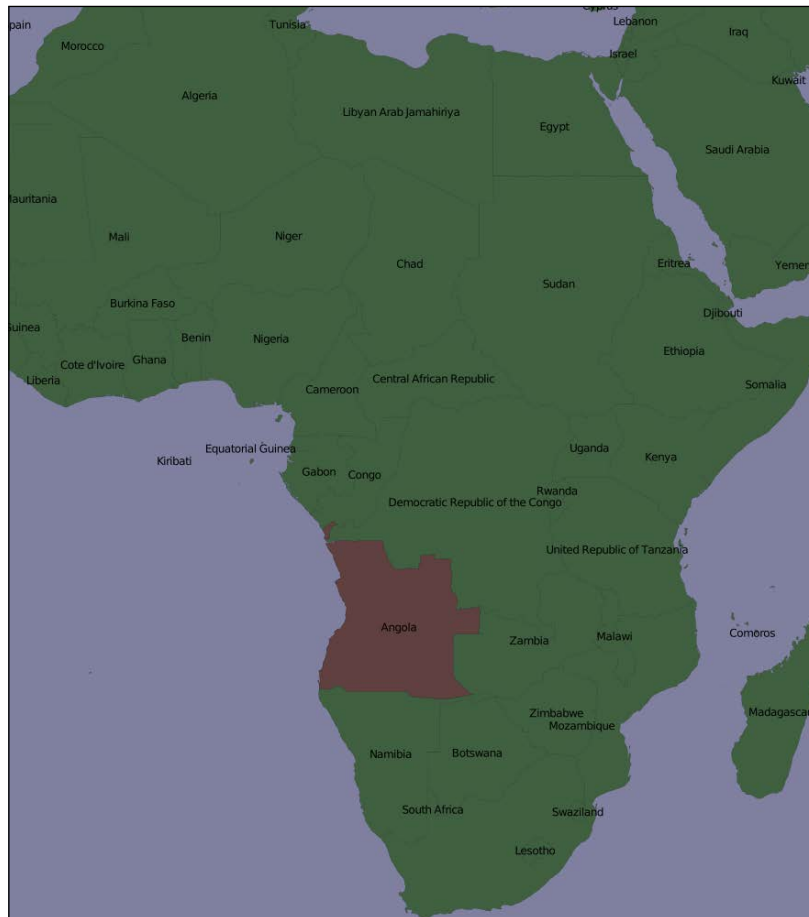 Cyprus
pain
Tunisia
Lebanon
Iraq
Morocco
Israel
Kuwait
Algeria
Libyan Arab Jamahiriya
Egypt
Saudi Arabia
Mauritania
Mali
Niger
Chad
Eritrea
Yemen
Sudan
Burkina Faso
Djibouti
Guinea
Benin
Nigeria
Cote d'Ivoire
Ghana
Ethiopia
Liberia
Cameroon
Central African Republic
Somalia
Equatorial Guinea
Uganda
Kiribati
Kenya
Gabon
Congo
Rwanda
Democratic Republic of the Congo
United Republic of Tanzania
Angola
Zambia
Malawi
Comoros
Zimbabwe
Madagascar
Mozambique
Namibia
Botswana
South Africa
Swaziland
Lesotho